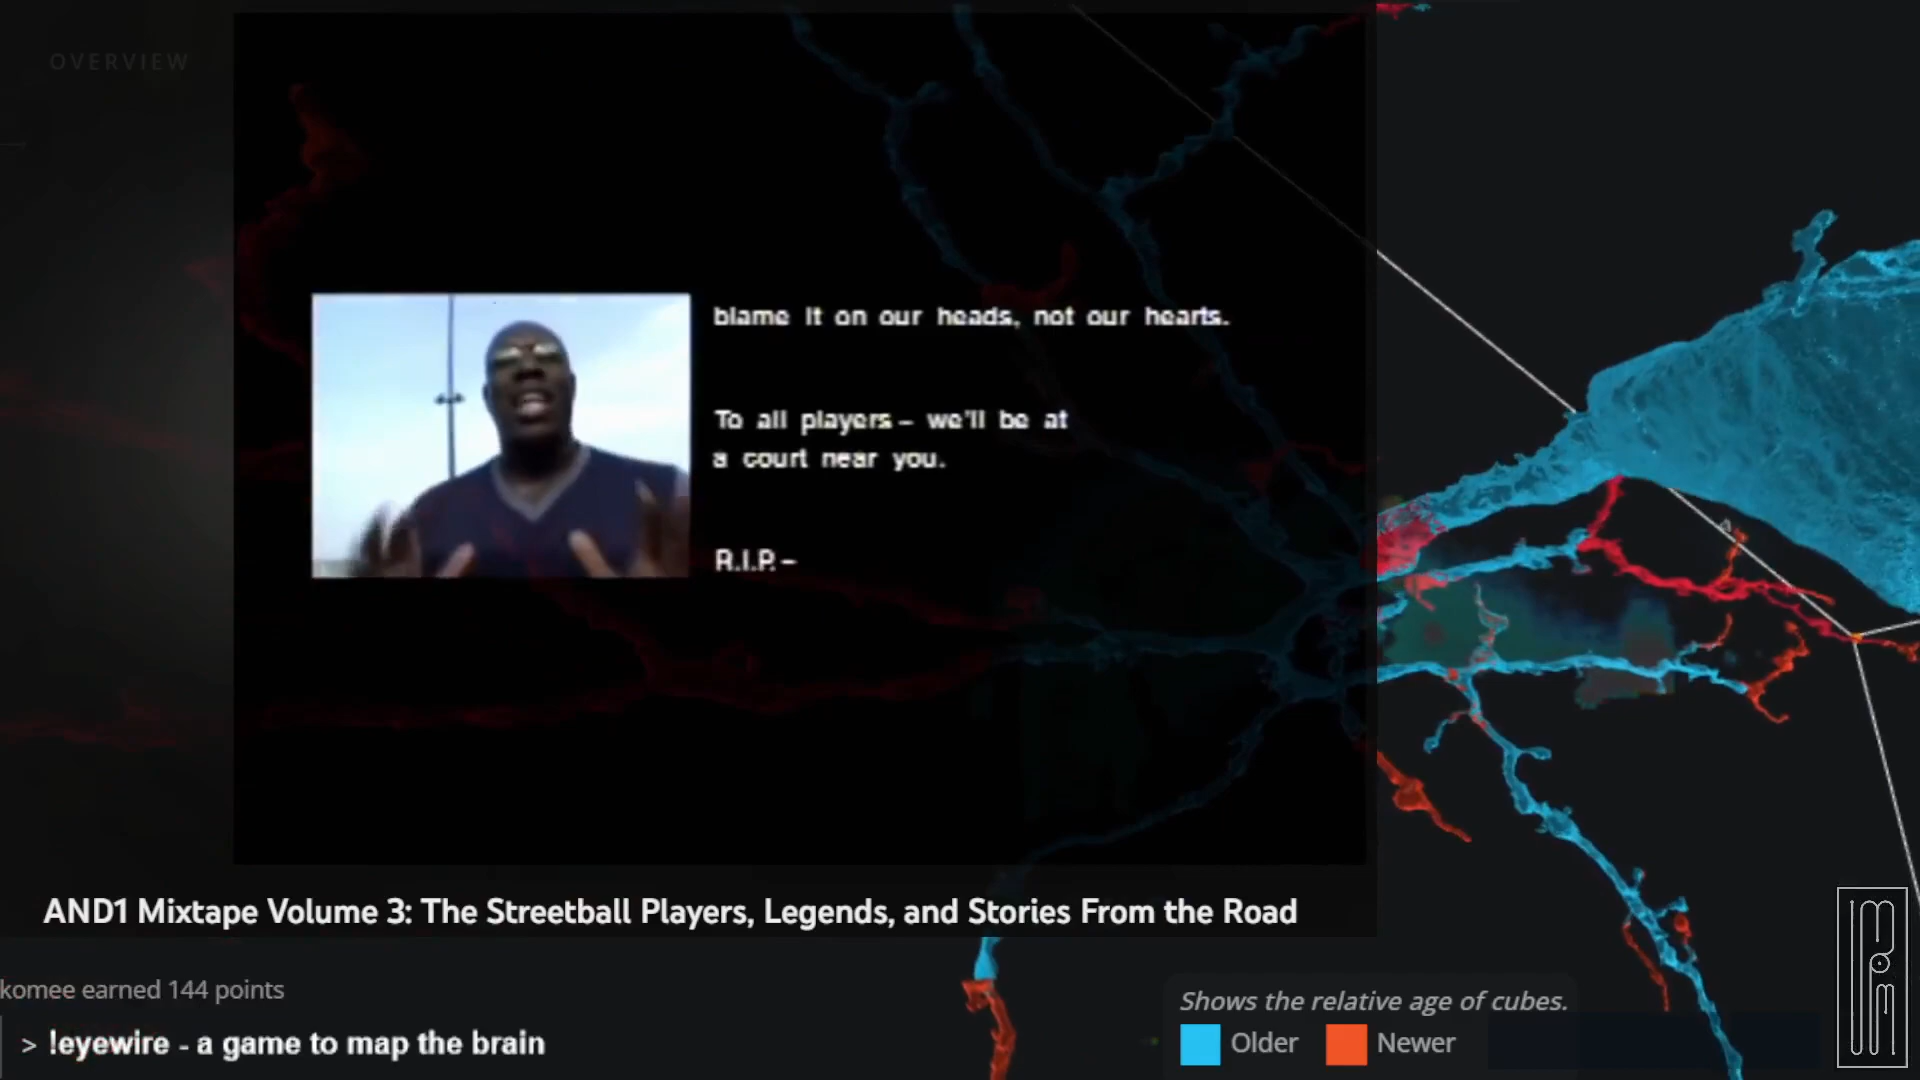 OVERVIEW
blame it on our heads, not our hearts.
To all players – we'll be at
a court near you.
R.I.P. –
AND1 Mixtape Volume 3: The Streetball Players, Legends, and Stories From the Road
komee earned 144 points
> !eyewire - a game to map the brain
Shows the relative age of cubes.
Older
Newer